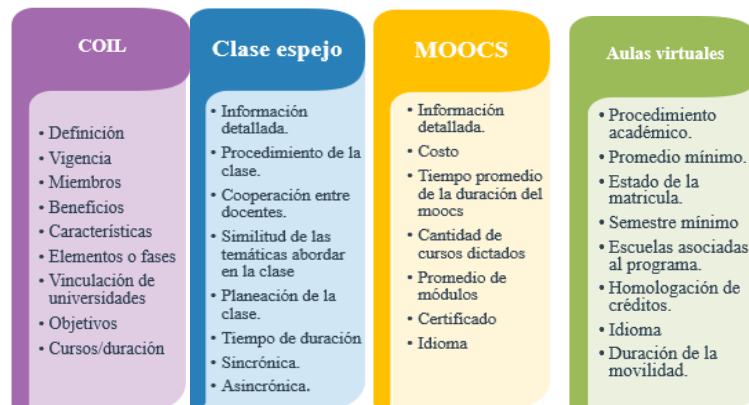 COIL
• Definición
• Vigencia
• Miembros
• Beneficios
• Características
• Elementos o fases
• Vinculación de
universidades
• Objetivos
• Cursos/duración
Clase espejo
• Información
detallada.
• Procedimiento de la
clase.
• Cooperación entre
docentes.
• Similitud de las
temáticas abordar
en la clase
• Planeación de la
clase.
• Tiempo de duración
• Sincrónica.
• Asincrónica.
MOOCS
• Información
detallada.
• Costo
• Tiempo promedio
de la duración del
moocs
• Cantidad de
cursos dictados
• Promedio de
módulos
• Certificado
• Idioma
Aulas virtuales
• Procedimiento
académico.
• Promedio mínimo.
• Estado de la
matrícula.
• Semestre mínimo
• Escuelas asociadas
al programa.
• Homologación de
créditos.
• Idioma
• Duración de la
movilidad.